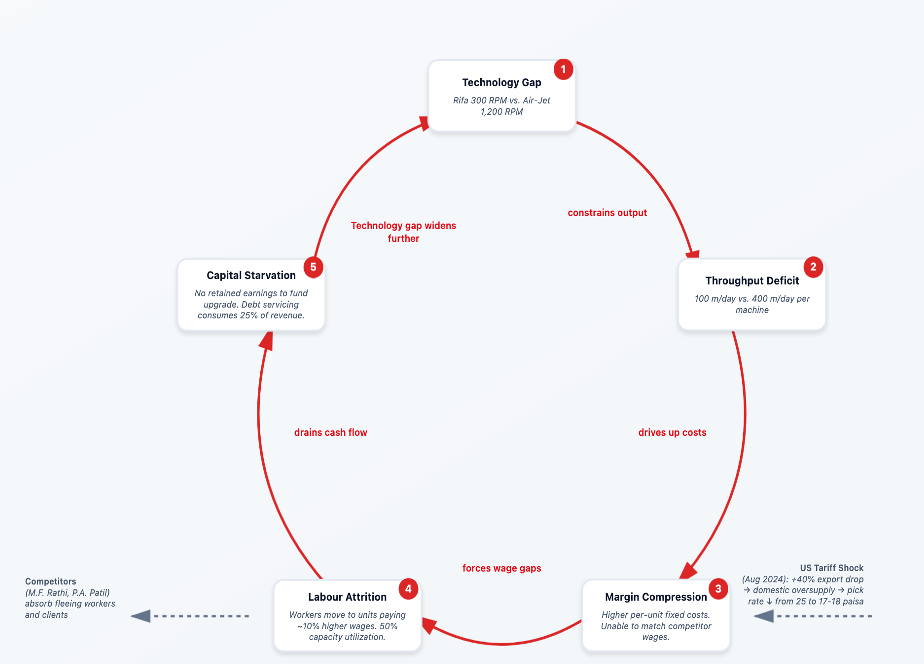 1
Technology Gap
Rifa 300 RPM vs. Air-Jet
1,200 RPM
constrains output
Technology gap widens
further
2
Throughput Deficit
100 m/day vs. 400 m/day per
machine
5
Capital Starvation
No retained earnings to fund
upgrade. Debt servicing
consumes 25% of revenue.
drains cash flow
drives up costs
forces wage gaps
US Tariff Shock
(Aug 2024): +40% export drop
→ domestic oversupply → pick
rate ↓ from 25 to 17-18 paisa
3
Margin Compression
Higher per-unit fixed costs.
Unable to match competitor
wages.
4
Labour Attrition
Workers move to units paying
~10% higher wages. 50%
capacity utilization.
Competitors
(M.F. Rathi, P.A. Patil)
absorb fleeing workers
and clients